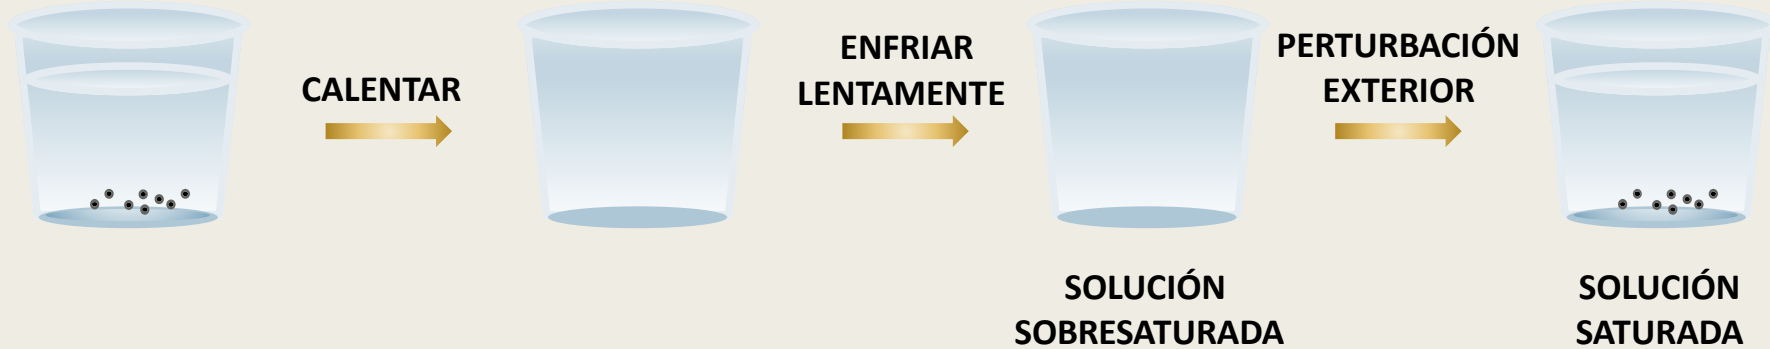 CALENTAR
ENFRIAR
LENTAMENTE
PERTURBACIÓN
EXTERIOR
SOLUCIÓN
SOBRESATURADA
SOLUCIÓN
SATURADA